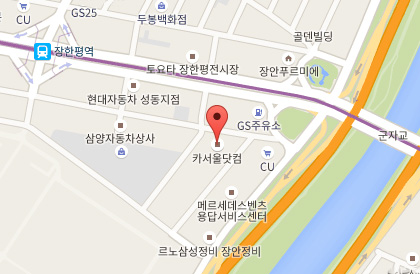 GS25
CU
두봉백화점
골덴빌딩
장한평역
토요타 장한평전시장
장안푸르미에
현대자동차 성동지점
GS주유소
군자교
삼양자동차상사
카서울닷컴
CU
메르세데스벤츠
용답서비스센터
르노삼성정비 장안정비